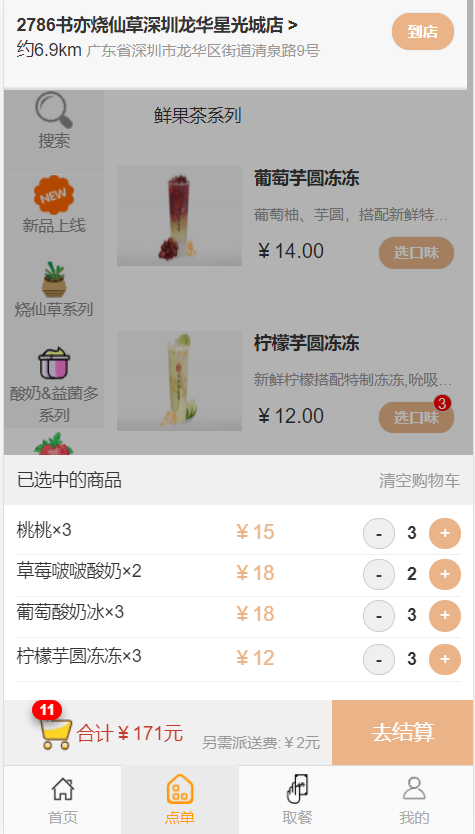 2786书亦烧仙草深圳龙华星光城店 >
约6.9km 广东省深圳市龙华区街道清泉路9号
到店
搜索
NEW
新品上线
烧仙草系列
酸奶&益菌多
系列
鲜果茶系列
葡萄芋圆冻冻
葡萄柚、芋圆，搭配新鲜特...
￥14.00
选口味
柠檬芋圆冻冻
新鲜柠檬搭配特制冻冻,吮吸...
￥12.00
选口味
3
已选中的商品
清空购物车
桃桃×3 ￥15 - 3 +
草莓啵啵酸奶×2 ￥18 - 2 +
葡萄酸奶冰×3 ￥18 - 3 +
柠檬芋圆冻冻×3 ￥12 - 3 +
11
合计￥171元
另需派送费:￥2元
去结算
首页
点单
取餐
我的